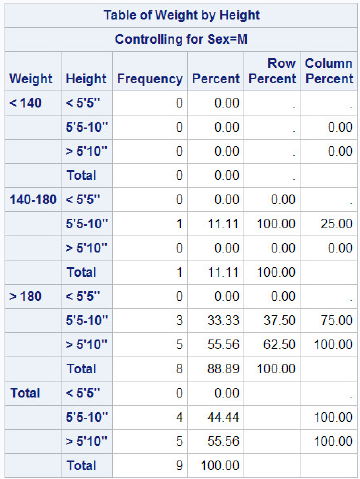 Table of Weight by Height
Controlling for Sex=M
Weight Height Frequency Percent Row Percent Column Percent
< 140 < 5'5" 0 0.00 . .
5'5-10" 0 0.00 . 0.00
> 5'10" 0 0.00 . 0.00
Total 0 0.00 .
140-180 < 5'5" 0 0.00 0.00 .
5'5-10" 1 11.11 100.00 25.00
> 5'10" 0 0.00 0.00 0.00
Total 1 11.11 100.00
> 180 < 5'5" 0 0.00 0.00 .
5'5-10" 3 33.33 37.50 75.00
> 5'10" 5 55.56 62.50 100.00
Total 8 88.89 100.00
Total < 5'5" 0 0.00 .
5'5-10" 4 44.44 100.00
> 5'10" 5 55.56 100.00
Total 9 100.00